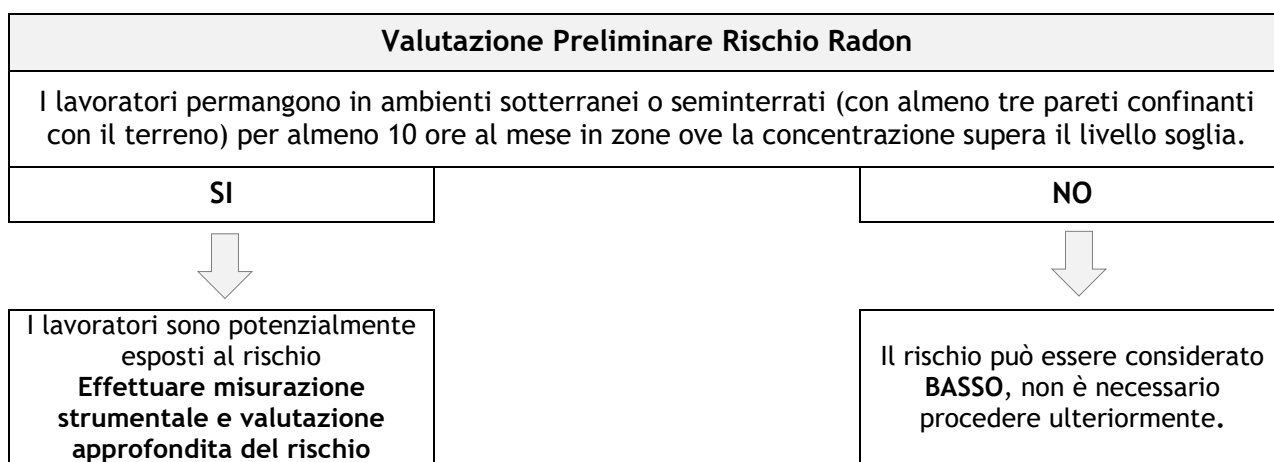 Valutazione Preliminare Rischio Radon
I lavoratori permangono in ambienti sotterranei o seminterrati (con almeno tre pareti confinanti
con il terreno) per almeno 10 ore al mese in zone ove la concentrazione supera il livello soglia.
SI
NO
I lavoratori sono potenzialmente
esposti al rischio
Effettuare misurazione
strumentale e valutazione
approfondita del rischio
Il rischio può essere considerato
BASSO, non è necessario
procedere ulteriormente.